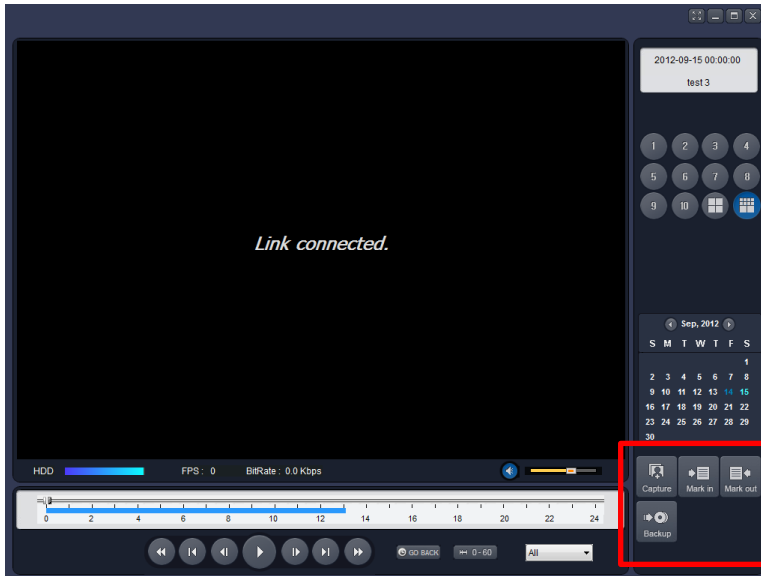 2012-09-15 00:00:00
test 3
1 2 3 4
5 6 7 8
9 10
Link connected.
Sep, 2012
S M T W T F S
1
2 3 4 5 6 7 8
9 10 11 12 13 14 15
16 17 18 19 20 21 22
23 24 25 26 27 28 29
30
HDD FPS : 0 BitRate : 0.0 Kbps
Capture Mark in Mark out
Backup
0 2 4 6 8 10 12 14 16 18 20 22 24
GO BACK 0 - 60 All